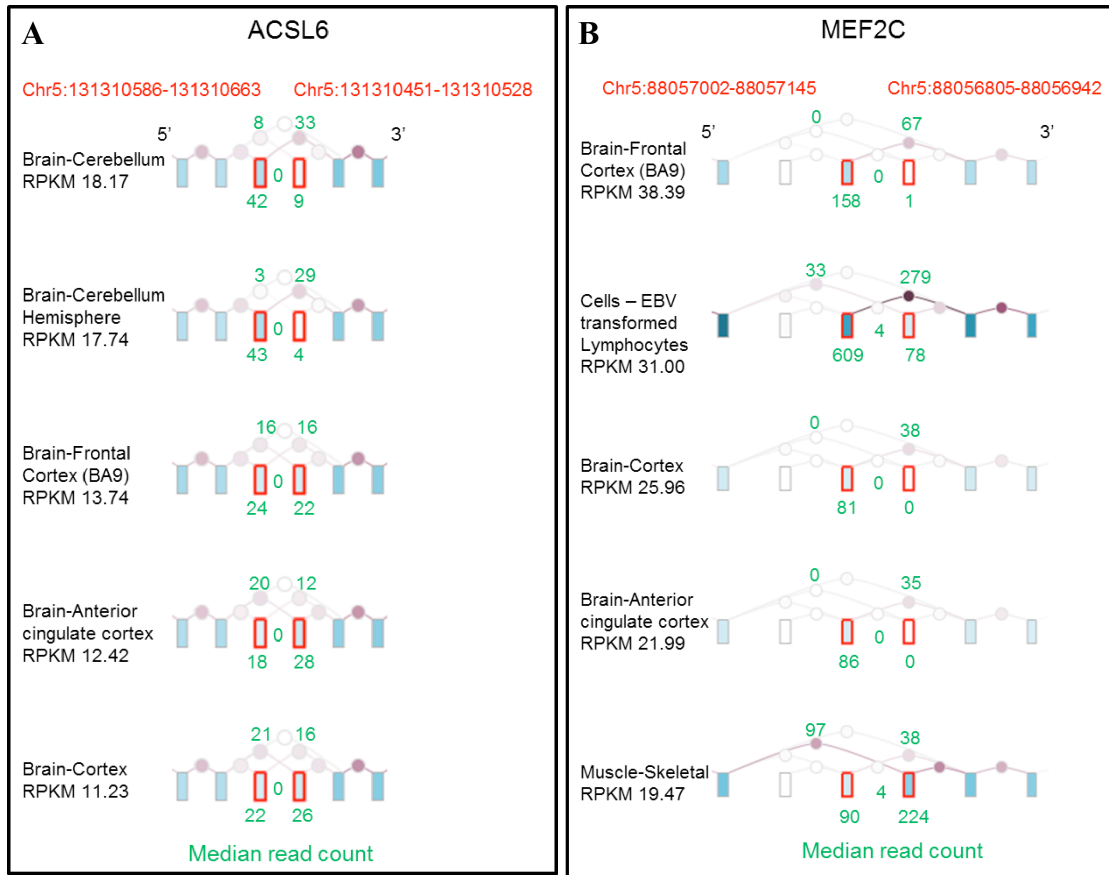 A
ACSL6
Chr5:131310586-131310663
Chr5:131310451-131310528
5’
3’
8
33
Brain-Cerebellum
RPKM 18.17
0
42
9
3
29
Brain-Cerebellum
Hemisphere
RPKM 17.74
0
43
4
16
16
Brain-Frontal
Cortex (BA9)
RPKM 13.74
0
24
22
20
12
Brain-Anterior
cingulate cortex
RPKM 12.42
0
18
28
21
16
Brain-Cortex
RPKM 11.23
0
22
26
Median read count
B
MEF2C
Chr5:88057002-88057145
Chr5:88056805-88056942
5’
3’
0
67
Brain-Frontal
Cortex (BA9)
RPKM 38.39
0
158
1
33
279
Cells – EBV
transformed
Lymphocytes
RPKM 31.00
4
609
78
0
38
Brain-Cortex
RPKM 25.96
0
81
0
0
35
Brain-Anterior
cingulate cortex
RPKM 21.99
0
86
0
97
38
Muscle-Skeletal
RPKM 19.47
4
90
224
Median read count